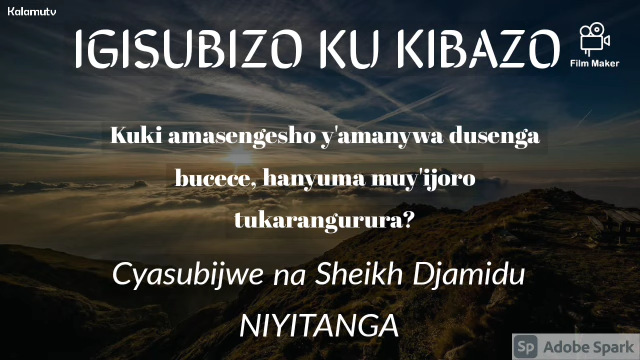 Kalamutv
IGISUBIZO KU KIBAZO
Film Maker
Kuki amasengesho y'amanywa dusenga
bucece, hanyuma muy'ijoro
tukarangurura?
Cyasubijwe na Sheikh Djamidu
NIYITANGA
Sp Adobe Spark